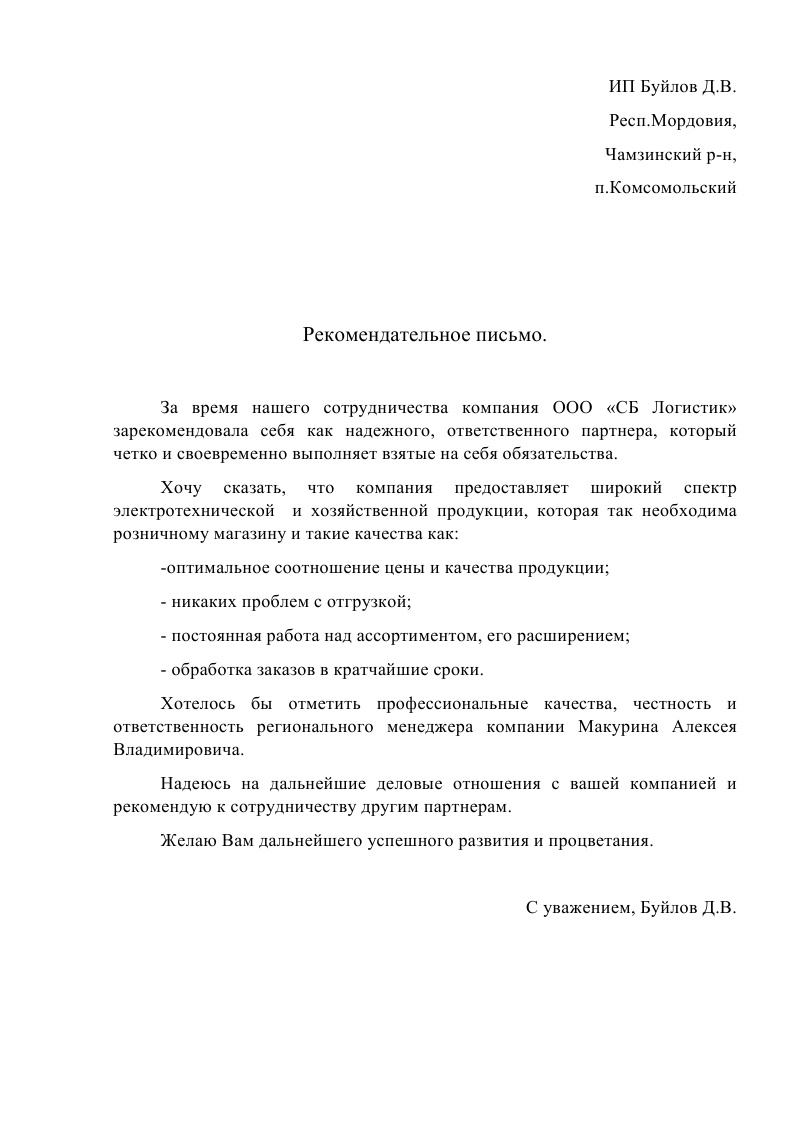 ИП Буйлов Д.В.
Респ.Мордовия,
Чамзинский р-н,
п.Комсомольский
Рекомендательное письмо.
За время нашего сотрудничества компания ООО «СБ Логистик»
зарекомендовала себя как надежного, ответственного партнера, который
четко и своевременно выполняет взятые на себя обязательства.
Хочу сказать, что компания предоставляет широкий спектр
электротехнической и хозяйственной продукции, которая так необходима
розничному магазину и такие качества как:
-оптимальное соотношение цены и качества продукции;
- никаких проблем с отгрузкой;
- постоянная работа над ассортиментом, его расширением;
- обработка заказов в кратчайшие сроки.
Хотелось бы отметить профессиональные качества, честность и
ответственность регионального менеджера компании Макурина Алексея
Владимировича.
Надеюсь на дальнейшие деловые отношения с вашей компанией и
рекомендую к сотрудничеству другим партнерам.
Желаю Вам дальнейшего успешного развития и процветания.
С уважением, Буйлов Д.В.